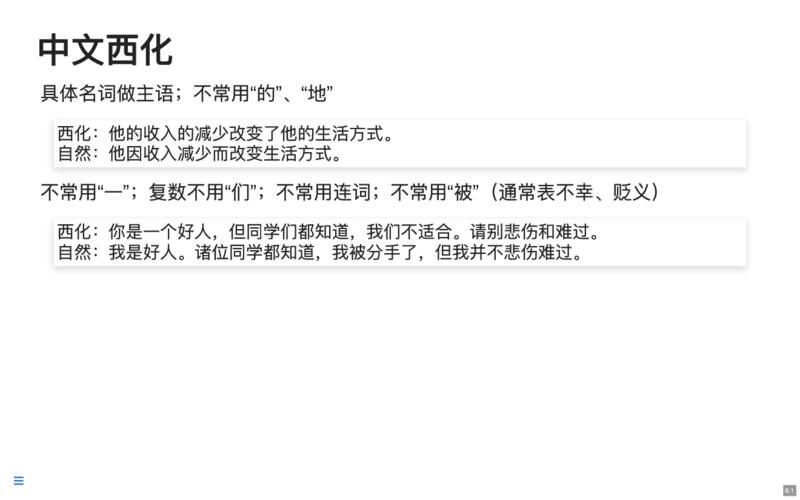 中文西化
具体名词做主语；不常用“的”、“地”
西化：他的收入的减少改变了他的生活方式。
自然：他因收入减少而改变生活方式。
不常用“一”；复数不用“们”；不常用连词；不常用“被”（通常表不幸、贬义）
西化：你是一个好人，但同学们都知道，我们不适合。请别悲伤和难过。
自然：我是好人。诸位同学都知道，我被分手了，但我并不悲伤难过。
9.1